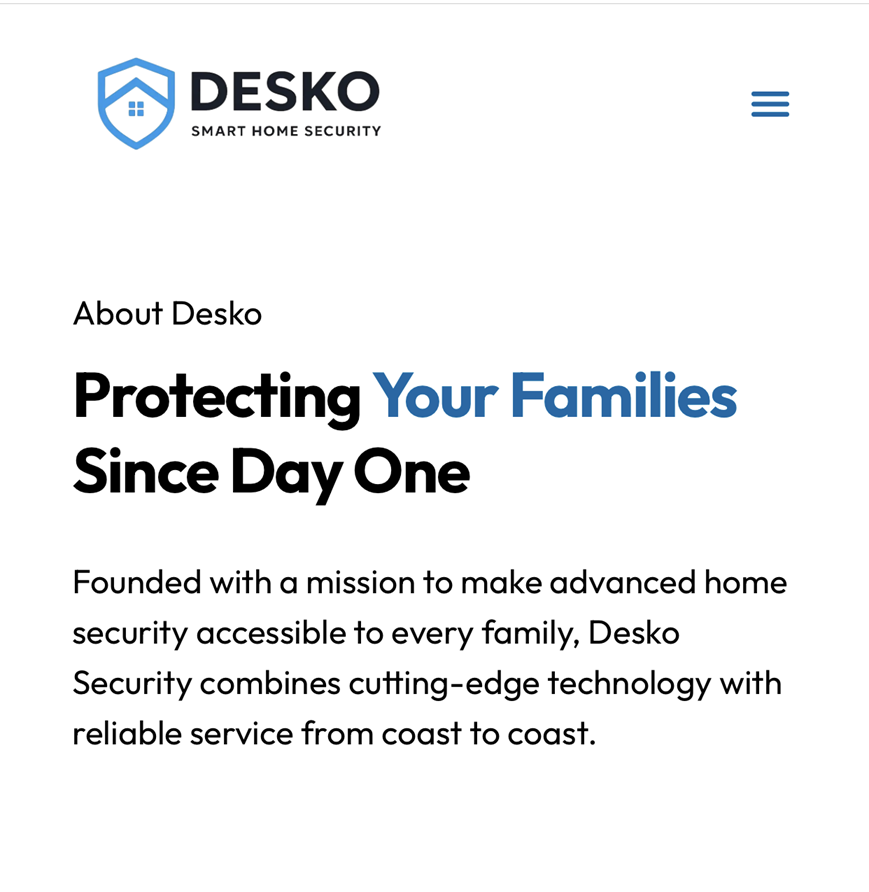 DESKO
SMART HOME SECURITY
About Desko
Protecting Your Families
Since Day One
Founded with a mission to make advanced home
security accessible to every family, Desko
Security combines cutting-edge technology with
reliable service from coast to coast.